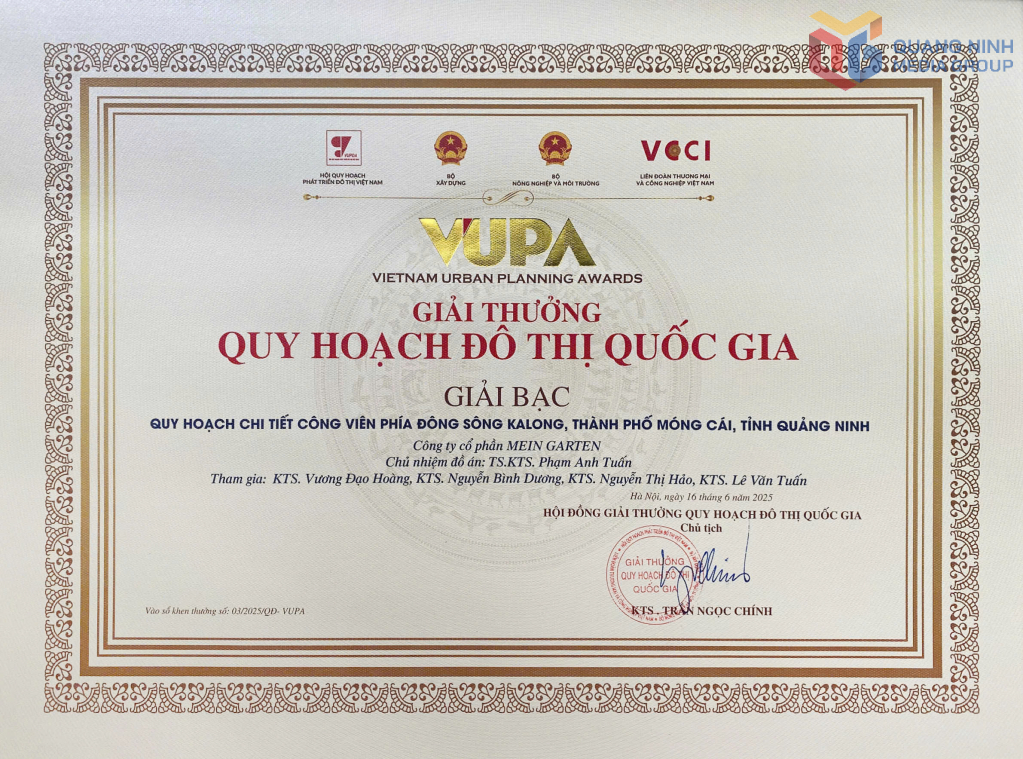 QUANG NINH
MEDIA GROUP
VUPDA
HỘI QUY HOẠCH
PHÁT TRIỂN ĐÔ THỊ VIỆT NAM
BỘ
XÂY DỰNG
BỘ
NÔNG NGHIỆP VÀ MÔI TRƯỜNG
VCCI
LIÊN ĐOÀN THƯƠNG MẠI
VÀ CÔNG NGHIỆP VIỆT NAM
VUPA
VIETNAM URBAN PLANNING AWARDS
GIẢI THƯỞNG
QUY HOẠCH ĐÔ THỊ QUỐC GIA
GIẢI BẠC
QUY HOẠCH CHI TIẾT CÔNG VIÊN PHÍA ĐÔNG SÔNG KALONG, THÀNH PHỐ MÓNG CÁI, TỈNH QUẢNG NINH
Công ty cổ phần MEIN GARTEN
Chủ nhiệm đồ án: TS.KTS. Phạm Anh Tuấn
Tham gia: KTS. Vương Đạo Hoàng, KTS. Nguyễn Bình Dương, KTS. Nguyễn Thị Hảo, KTS. Lê Văn Tuấn
Hà Nội, ngày 16 tháng 6 năm 2025
HỘI ĐỒNG GIẢI THƯỞNG QUY HOẠCH ĐÔ THỊ QUỐC GIA
Chủ tịch
GIẢI THƯỞNG
QUY HOẠCH ĐÔ THỊ
QUỐC GIA
KTS . TRẦN NGỌC CHÍNH
Vào sổ khen thưởng số: 03/2025/QĐ- VUPA